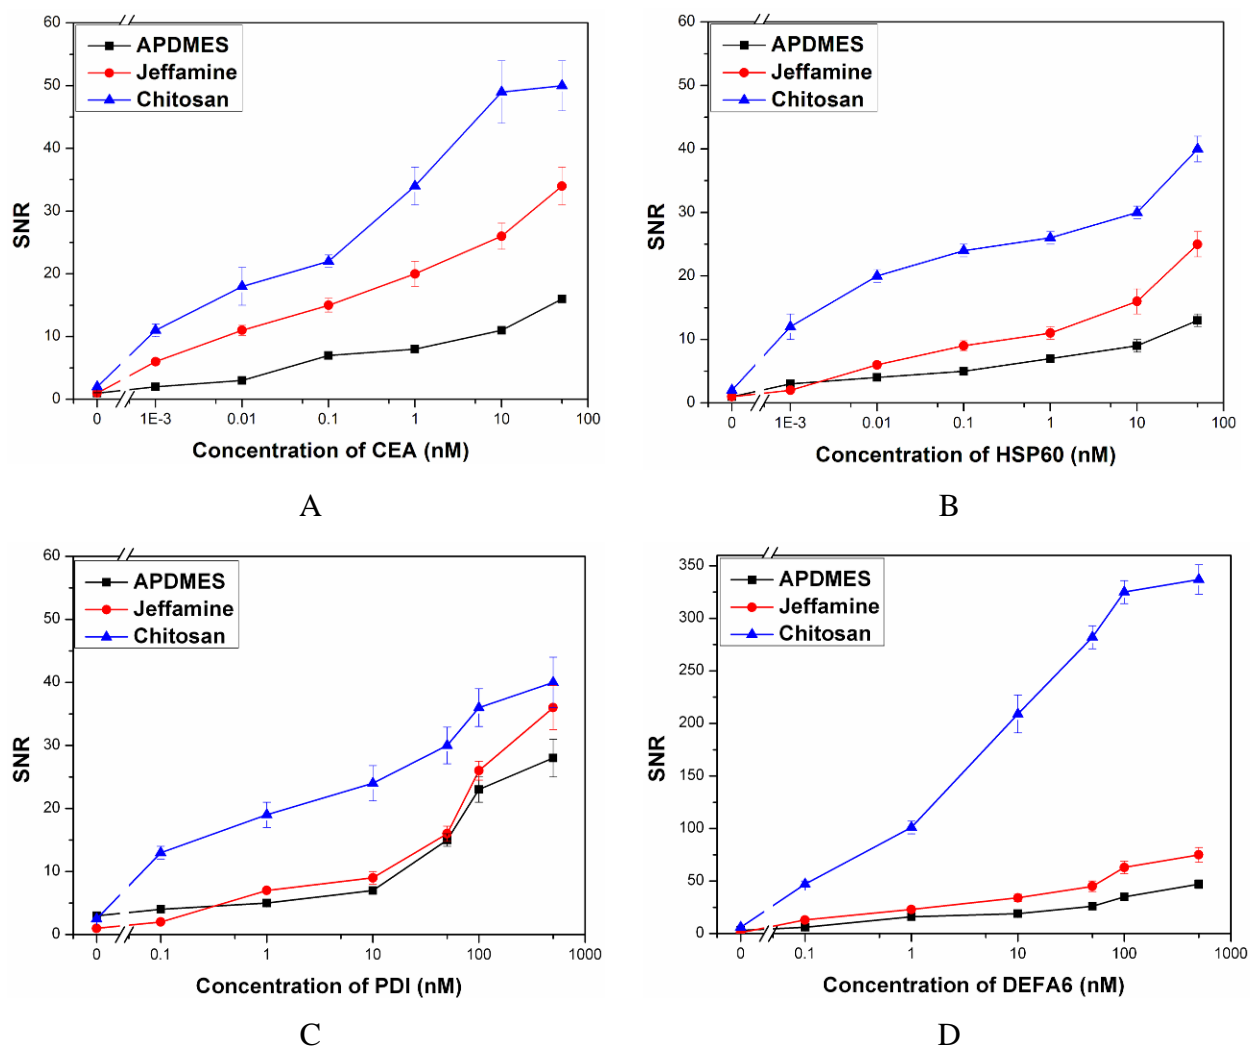 60
50
40
30
20
10
0
SNR
APDMES
Jeffamine
Chitosan
0 1E-3 0.01 0.1 1 10 100
Concentration of CEA (nM)
A
60
50
40
30
20
10
0
SNR
APDMES
Jeffamine
Chitosan
0 1E-3 0.01 0.1 1 10 100
Concentration of HSP60 (nM)
B
60
50
40
30
20
10
0
SNR
APDMES
Jeffamine
Chitosan
0 0.1 1 10 100 1000
Concentration of PDI (nM)
C
350
300
250
200
150
100
50
0
SNR
APDMES
Jeffamine
Chitosan
0 0.1 1 10 100 1000
Concentration of DEFA6 (nM)
D